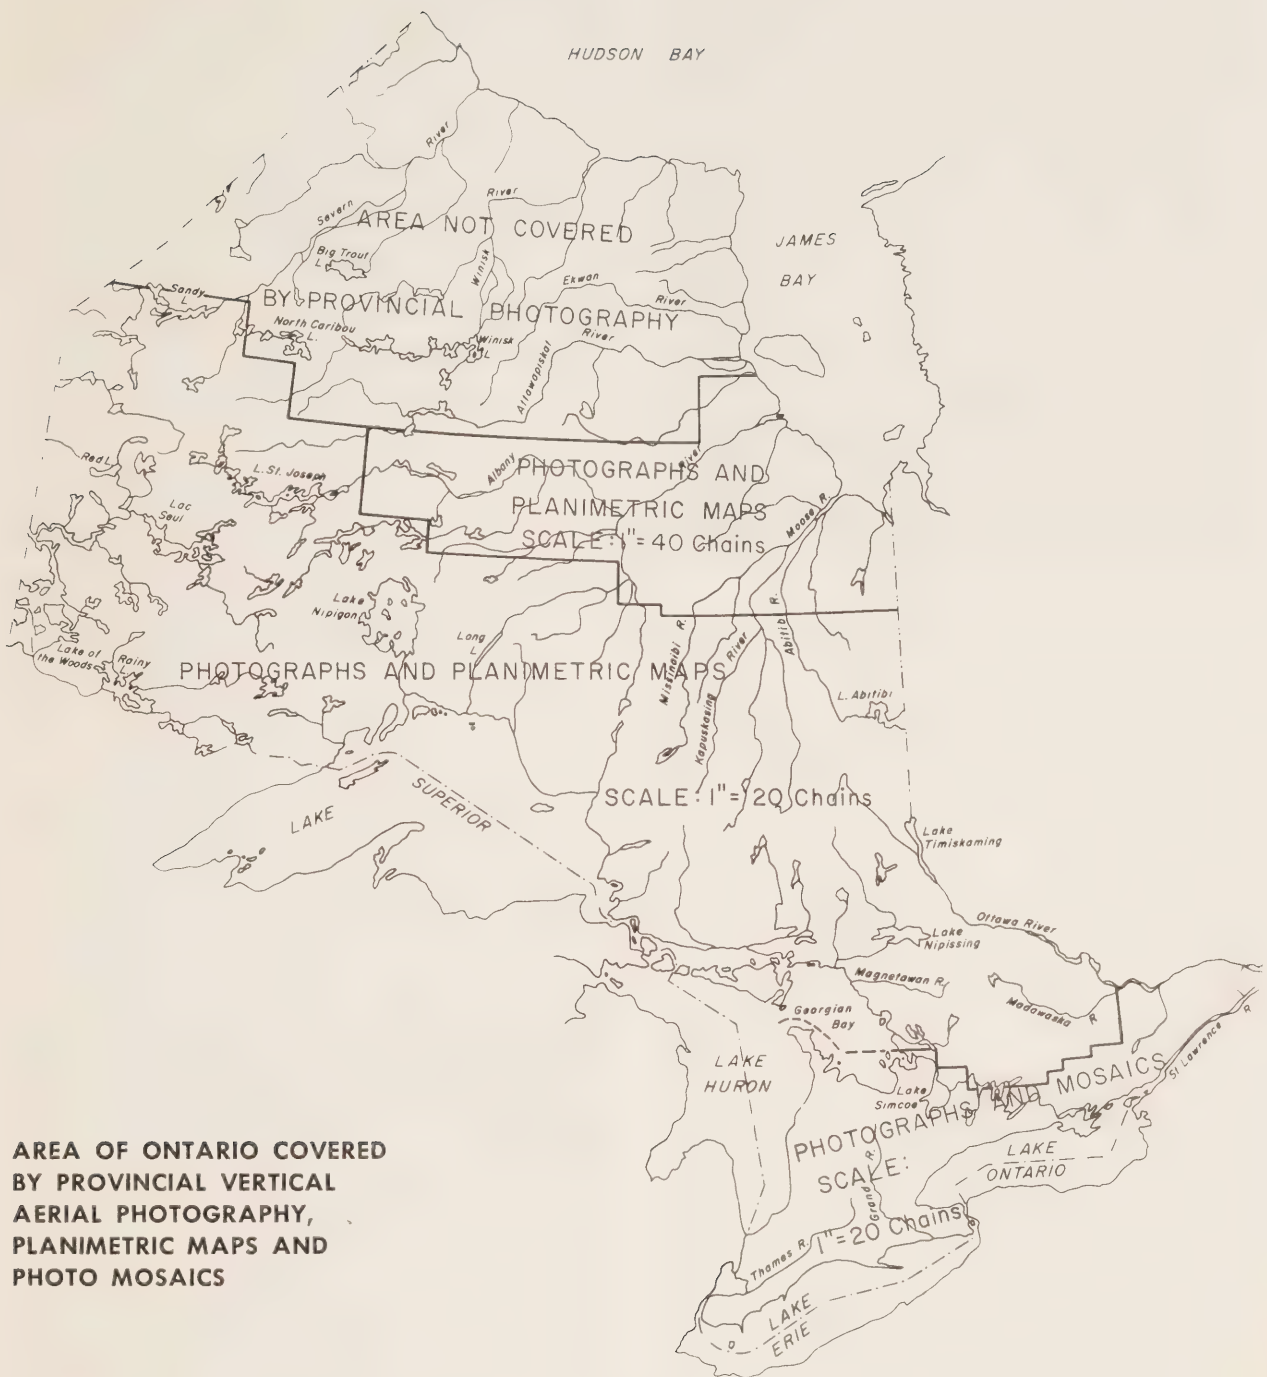 HUDSON BAY
River
Severn
River
AREA NOT COVERED
JAMES
BAY
Big Trout
L.
Winisk
Ekwan
Sandy
L.
River
BY PROVINCIAL PHOTOGRAPHY
North Caribou
L.
Winisk
L.
River
Attawapiskat
Red L.
L. St. Joseph
Albany
River
PHOTOGRAPHS AND
PLANIMETRIC MAPS
SCALE: 1" = 40 Chains
Lac
Seul
Moose R.
Lake
Nipigon
Long
L.
Missinaibi R.
River
Kapuskasing
Abitibi R.
Lake of
the Woods
Rainy
PHOTOGRAPHS AND PLANIMETRIC MAPS
L. Abitibi
SCALE: 1" = 20 Chains
LAKE
SUPERIOR
Lake
Timiskaming
Ottawa River
Lake
Nipissing
Magnetawan R.
Madawaska R
Georgian
Bay
LAKE
HURON
Lake
Simcoe
St Lawrence R
PHOTOGRAPHS AND MOSAICS
SCALE:
1" = 20 Chains
Grand R.
LAKE
ONTARIO
Thames R.
LAKE
ERIE
AREA OF ONTARIO COVERED
BY PROVINCIAL VERTICAL
AERIAL PHOTOGRAPHY,
PLANIMETRIC MAPS AND
PHOTO MOSAICS